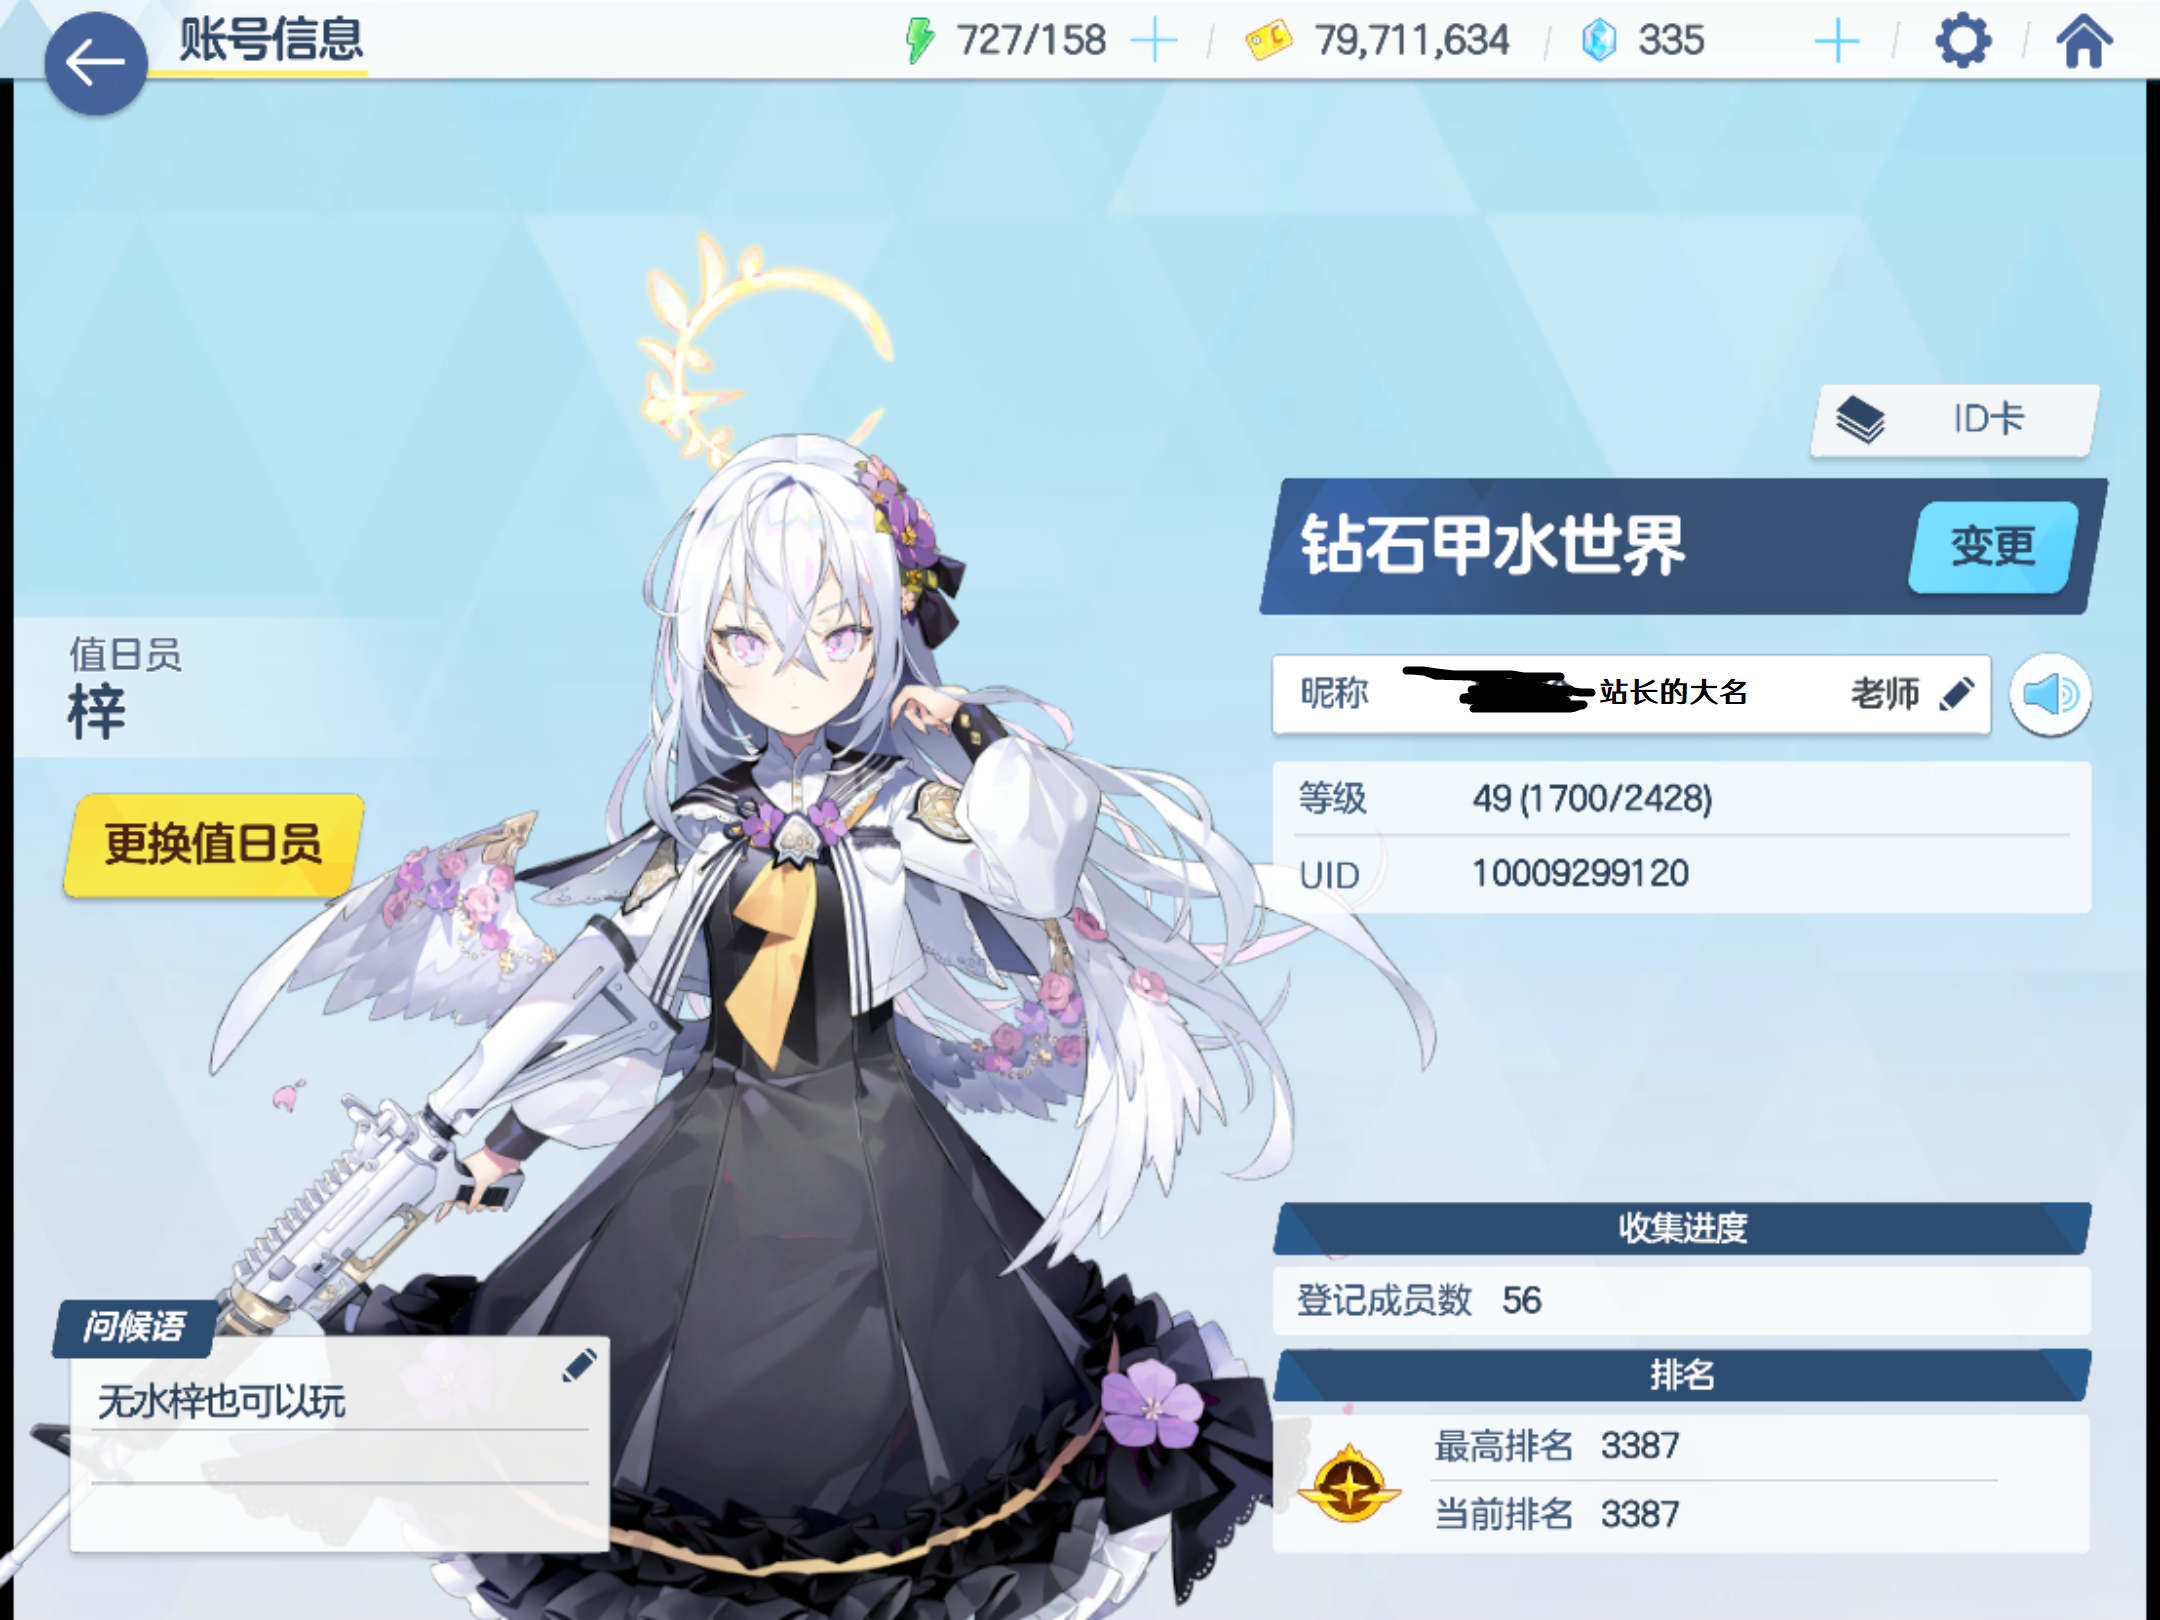 账号信息
727/158
79,711,634
335
ID卡
钻石甲水世界
变更
值日员
梓
更换值日员
昵称 站长的大名 老师
等级 49 (1700/2428)
UID 10009299120
收集进度
登记成员数 56
排名
最高排名 3387
当前排名 3387
问候语
无水梓也可以玩